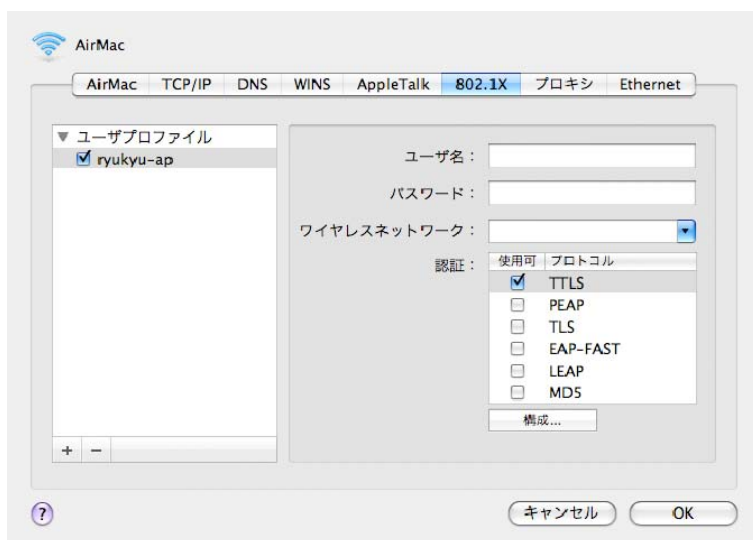 AirMac
AirMac TCP/IP DNS WINS AppleTalk 802.1X プロキシ Ethernet
▼ ユーザプロファイル
ryukyu-ap
ユーザ名：
パスワード：
ワイヤレスネットワーク：
認証：
使用可 プロトコル
TTLS
PEAP
TLS
EAP-FAST
LEAP
MD5
構成...
+ −
?
キャンセル OK